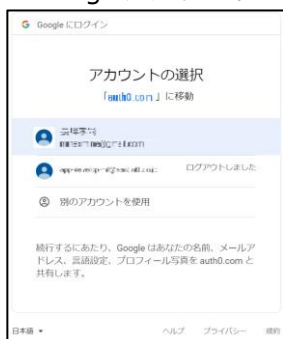 G Google にログイン
アカウントの選択
「auth0.com」に移動
ログアウトしました
別のアカウントを使用
続行するにあたり、Google はあなたの名前、メールア
ドレス、言語設定、プロフィール写真を auth0.com と
共有します。
日本語 ヘルプ プライバシー 規約